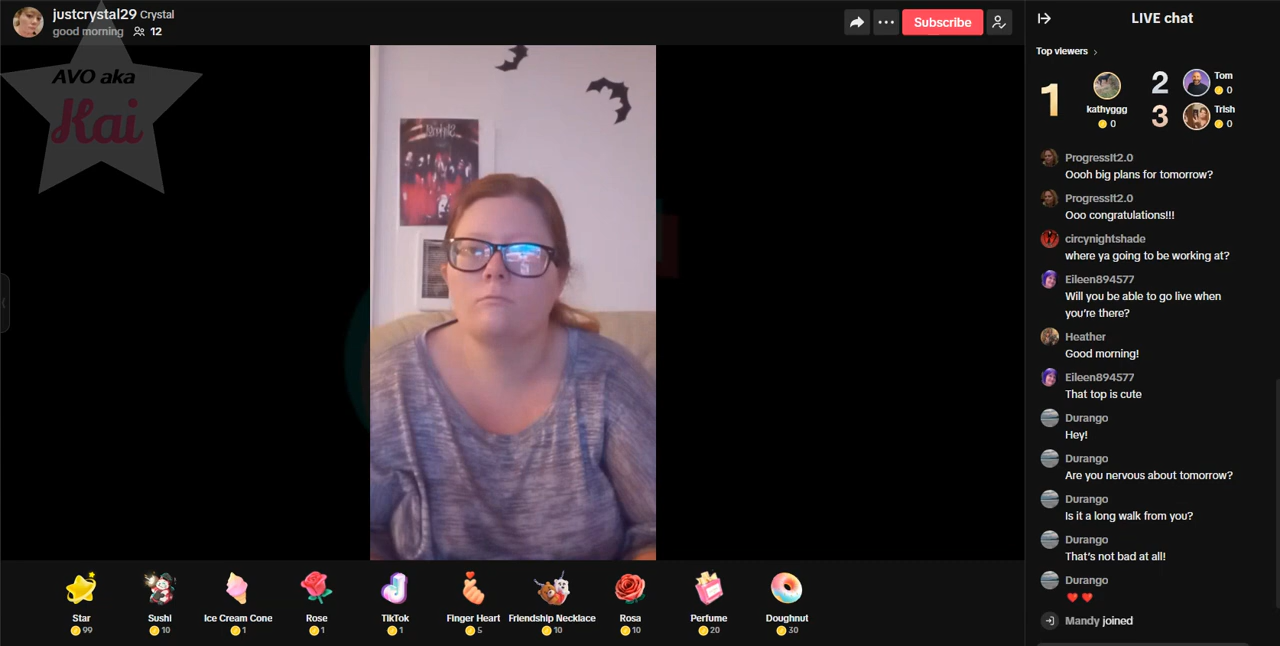 justcrystal29 Crystal
good morning 12
Subscribe
AVO aka
Kai
LIVE chat
Top viewers
1
kathyggg
0
2
Tom
0
3
Trish
0
ProgressIt2.0
Oooh big plans for tomorrow?
ProgressIt2.0
Ooo congratulations!!!
circynightshade
where ya going to be working at?
Eileen894577
Will you be able to go live when
you're there?
Heather
Good morning!
Eileen894577
That top is cute
Durango
Hey!
Durango
Are you nervous about tomorrow?
Durango
Is it a long walk from you?
Durango
That's not bad at all!
Durango
Mandy joined
Star
99
Sushi
10
Ice Cream Cone
1
Rose
1
TikTok
1
Finger Heart
5
Friendship Necklace
10
Rosa
10
Perfume
20
Doughnut
30